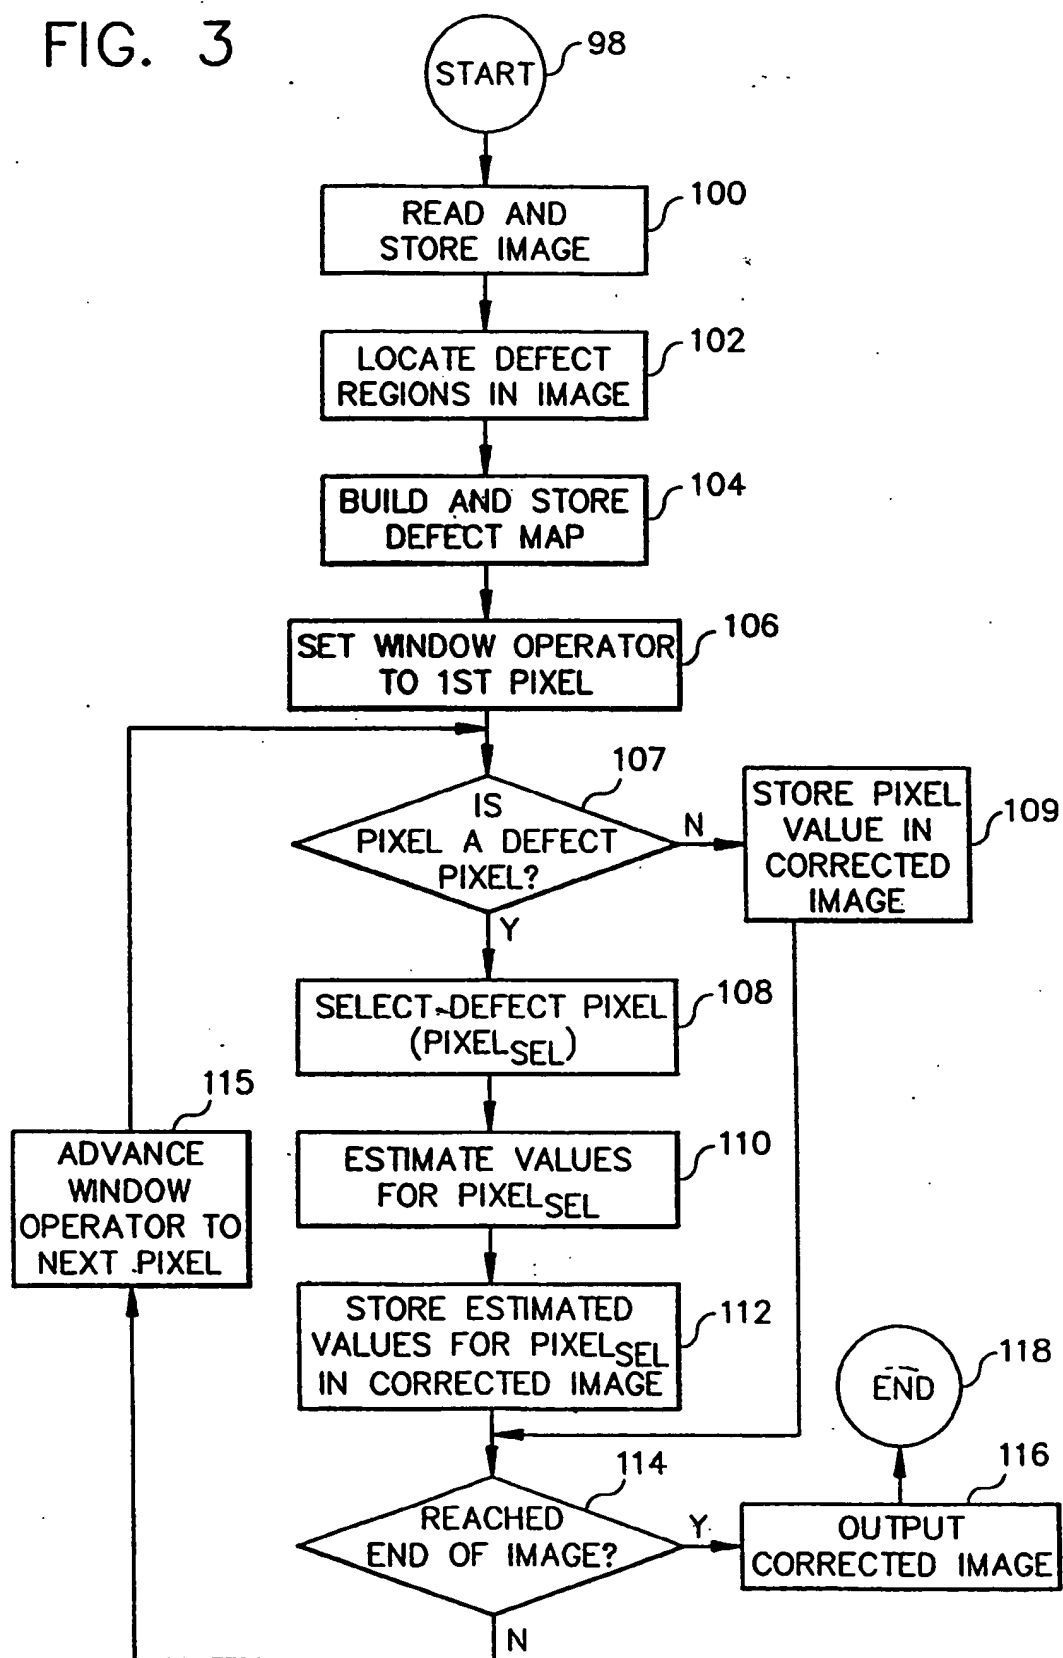 FIG. 3
START
98
READ AND
STORE IMAGE
100
LOCATE DEFECT
REGIONS IN IMAGE
102
BUILD AND STORE
DEFECT MAP
104
SET WINDOW OPERATOR
TO 1ST PIXEL
106
IS
PIXEL A DEFECT
PIXEL?
107
N
STORE PIXEL
VALUE IN
CORRECTED
IMAGE
109
Y
SELECT DEFECT PIXEL
(PIXELSEL)
108
ADVANCE
WINDOW
OPERATOR TO
NEXT PIXEL
115
ESTIMATE VALUES
FOR PIXELSEL
110
STORE ESTIMATED
VALUES FOR PIXELSEL
IN CORRECTED IMAGE
112
END
118
REACHED
END OF IMAGE?
114
Y
OUTPUT
CORRECTED IMAGE
116
N